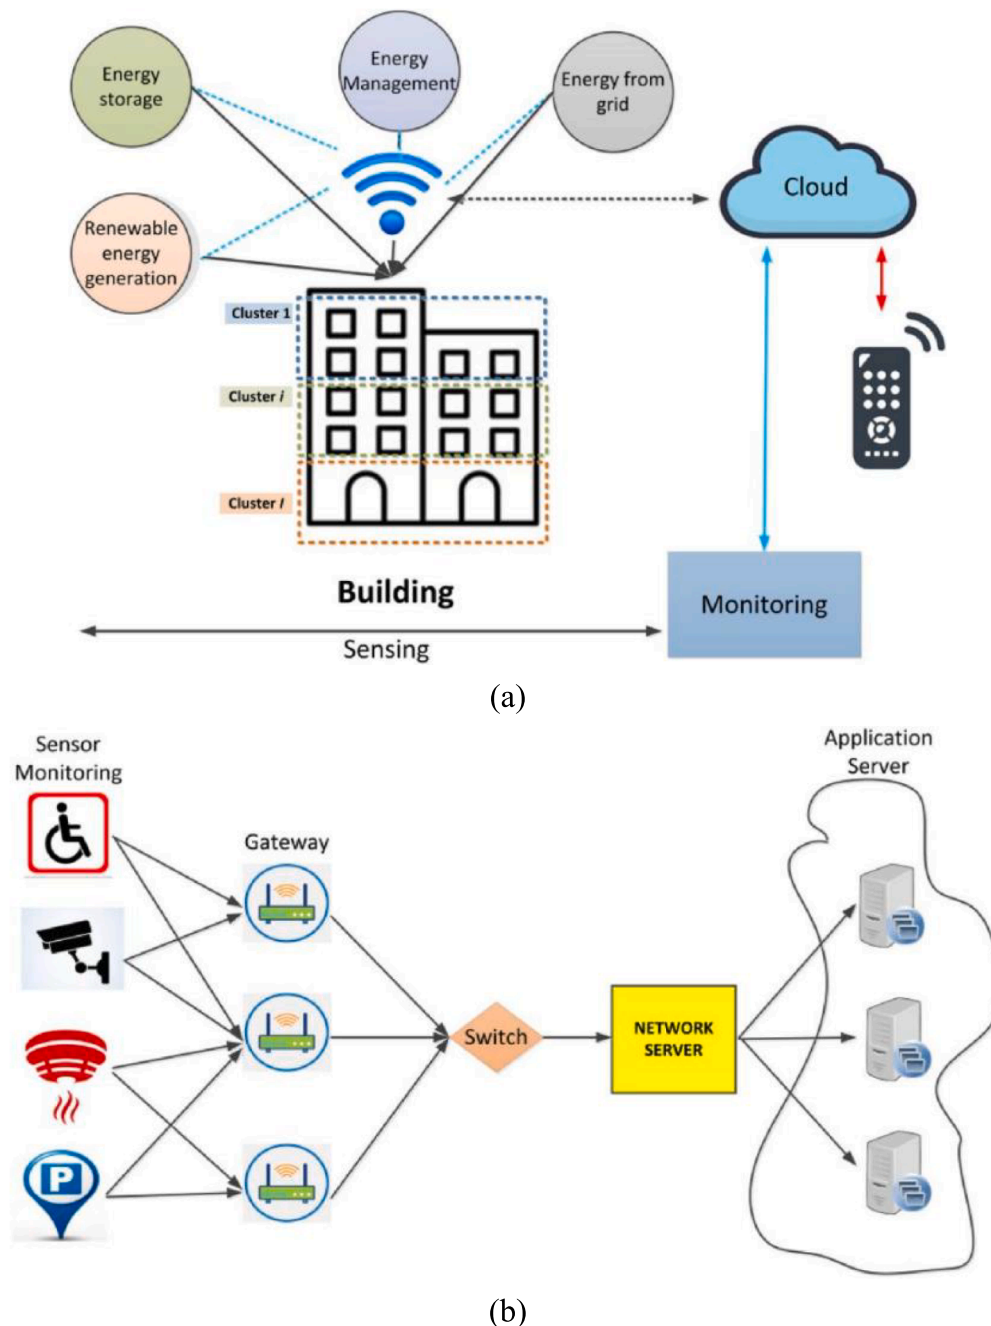 Energy
storage
Energy
Management
Energy from
grid
Cloud
Renewable
energy
generation
Cluster 1
Cluster i
Cluster I
Building
Monitoring
Sensing
(a)
Sensor
Monitoring
Application
Server
Gateway
Switch
NETWORK
SERVER
P
(b)